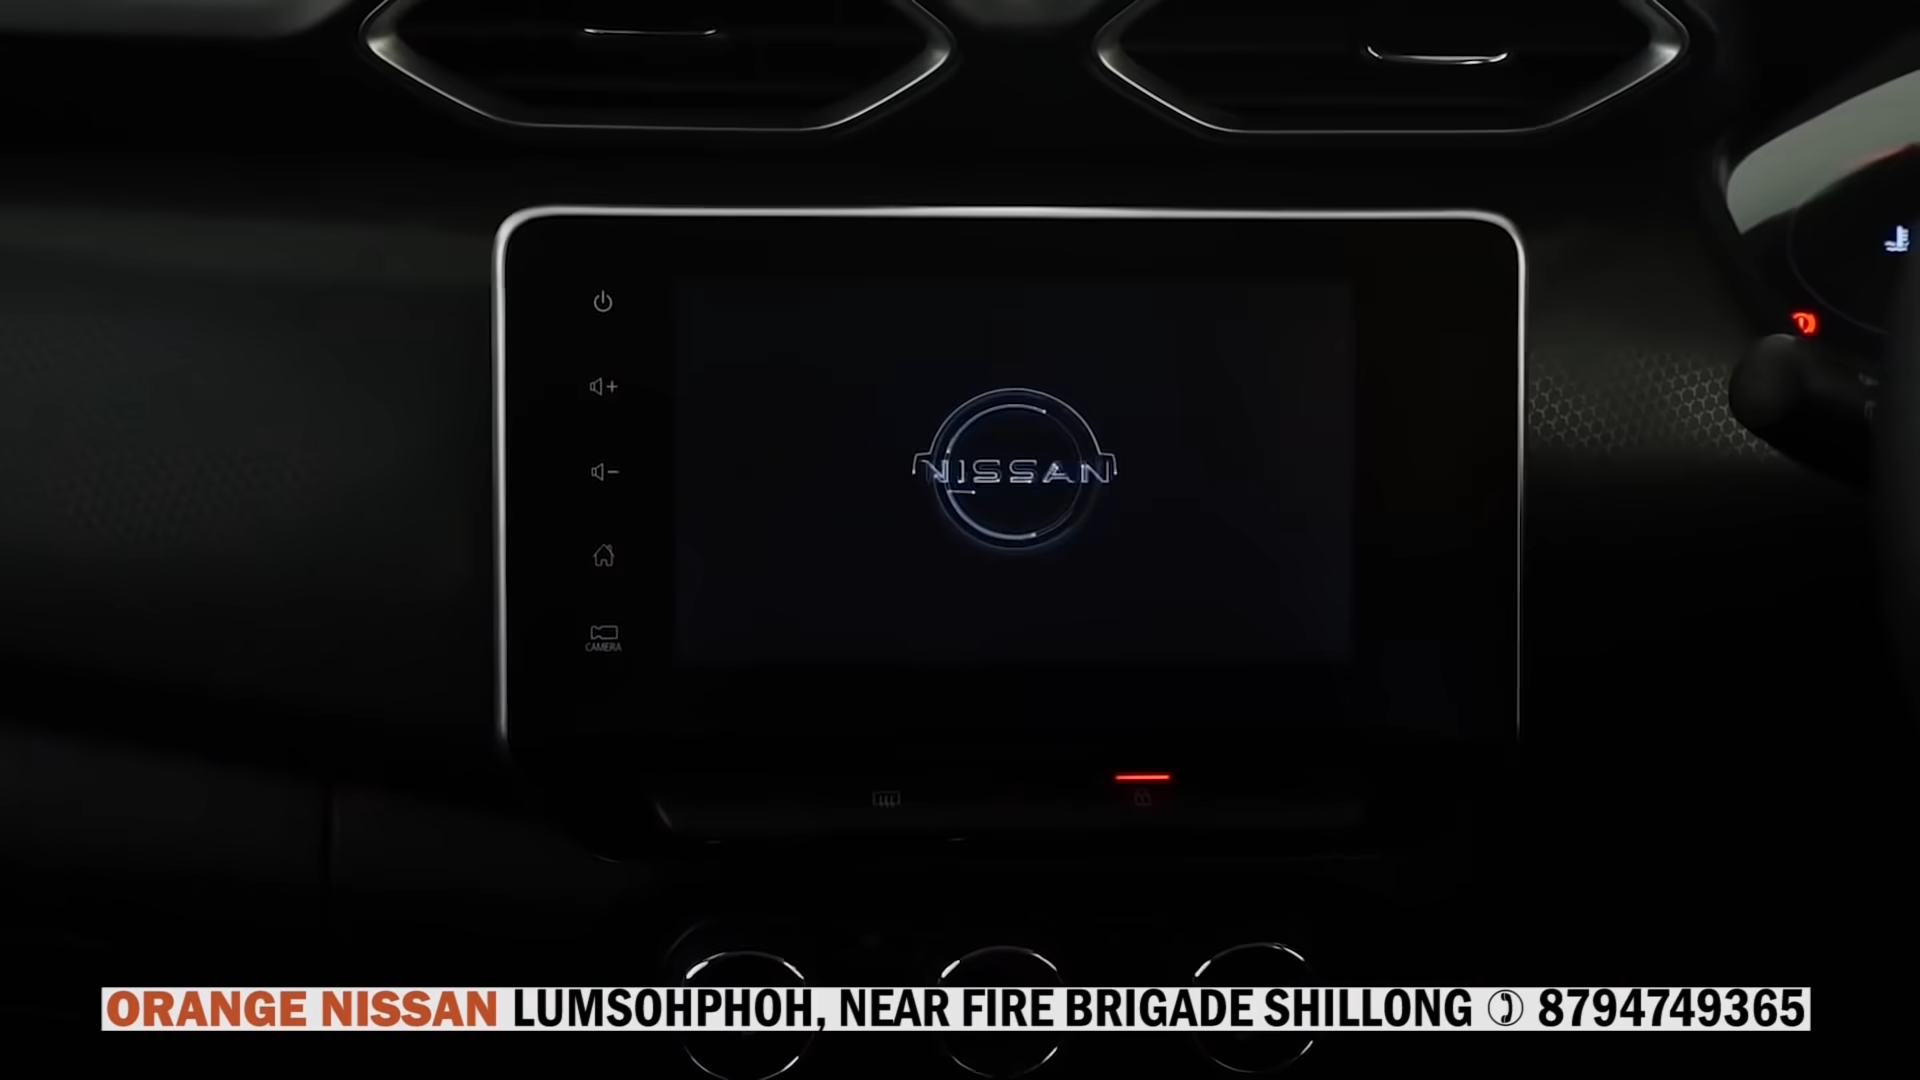 NISSAN
CAMERA
ORANGE NISSAN LUMSOHPHOH, NEAR FIRE BRIGADE SHILLONG 8794749365